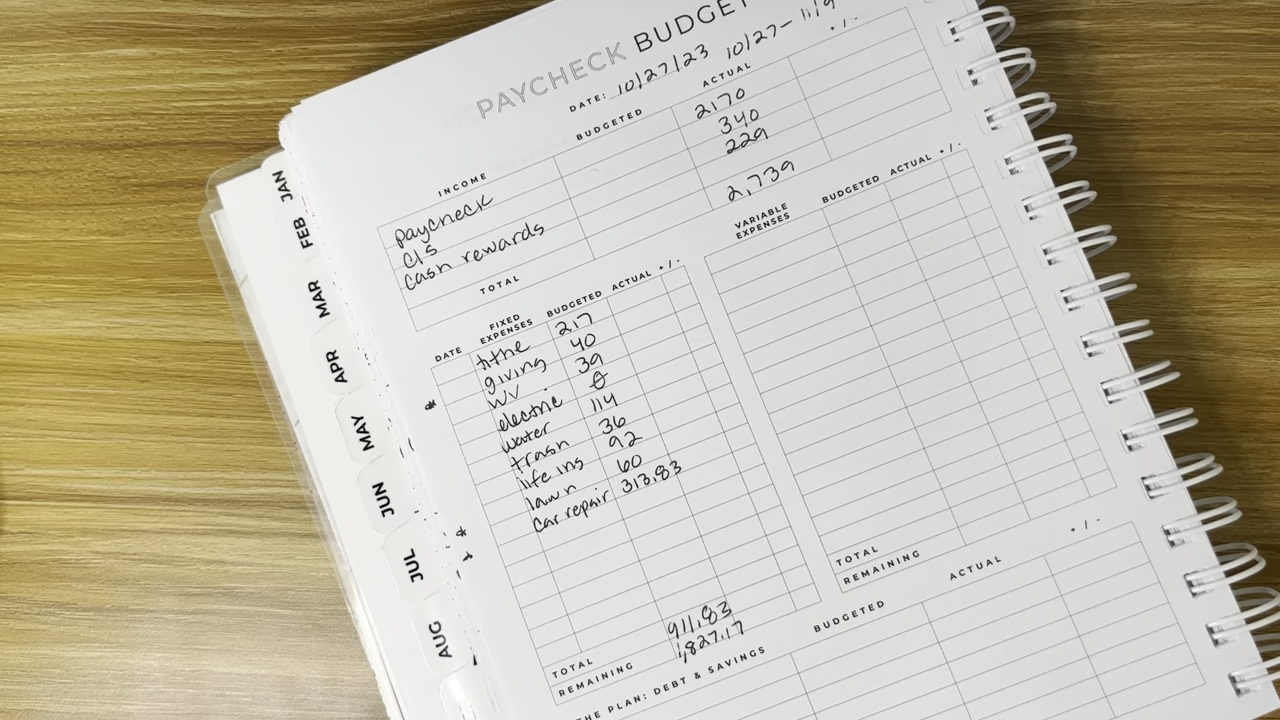 PAYCHECK BUDGET
DATE: 10/27/23 10/27 - 11/9
INCOME BUDGETED ACTUAL + / -
paycheck 2170
C/S 340
cash rewards 229
TOTAL 2,739
DATE FIXED EXPENSES BUDGETED ACTUAL + / -
tithe 217
giving 40
WV 39
electric 0
water 114
trash 36
life ins 92
lawn 60
car repair 313.83
TOTAL 911.83
REMAINING 1,827.17
VARIABLE EXPENSES BUDGETED ACTUAL + / -
TOTAL
REMAINING
THE PLAN: DEBT & SAVINGS BUDGETED ACTUAL + / -
JAN
FEB
MAR
APR
MAY
JUN
JUL
AUG